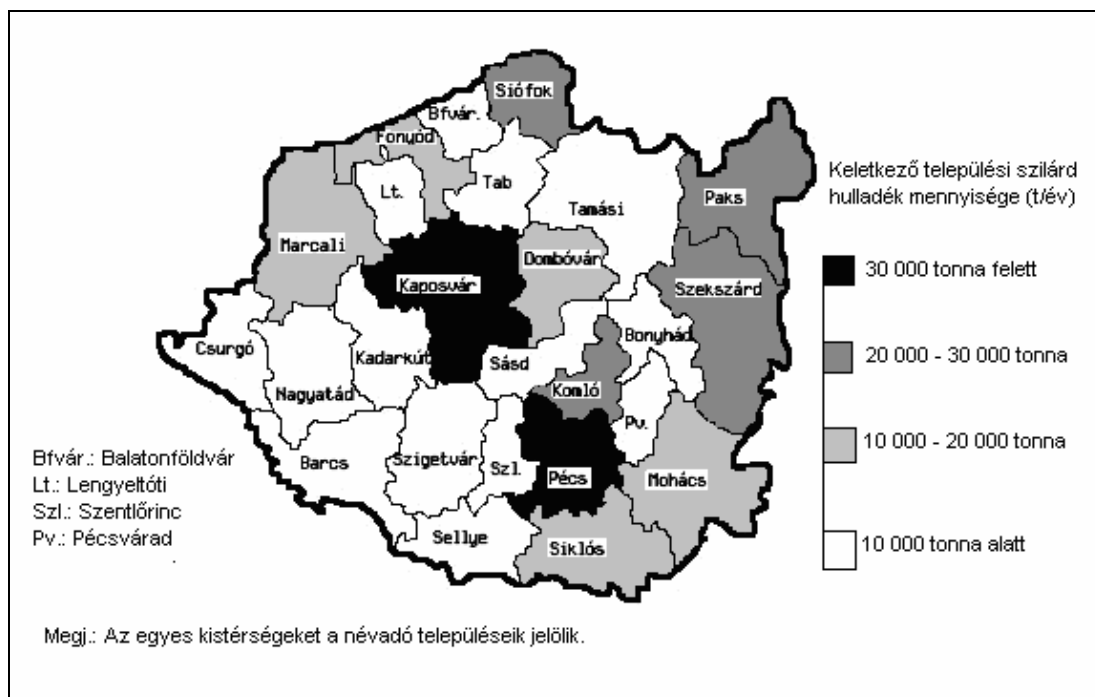 Siófok
Bfvár.
Fonyód
Lt.
Tab
Tamási
Paks
Marcali
Dombóvár
Kaposvár
Szekszárd
Csurgó
Kadarkút
Sásd
Bonyhád
Nagyatád
Komló
Pv.
Barcs
Szigetvár
Szl.
Pécs
Mohács
Sellye
Siklós
Keletkező települési szilárd
hulladék mennyisége (t/év)
30 000 tonna felett
20 000 - 30 000 tonna
10 000 - 20 000 tonna
10 000 tonna alatt
Bfvár.: Balatonföldvár
Lt.: Lengyeltóti
Szl.: Szentlőrinc
Pv.: Pécsvárad
Megj.: Az egyes kistérségeket a névadó településeik jelölik.